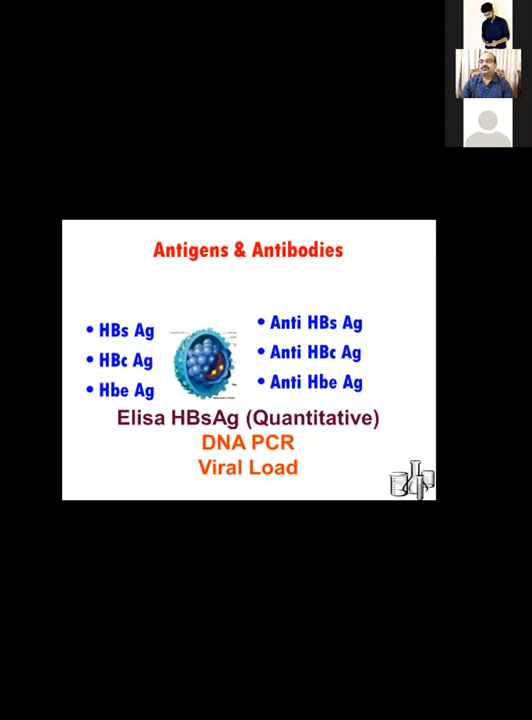 Antigens & Antibodies
• HBs Ag
• HBc Ag
• Hbe Ag
• Anti HBs Ag
• Anti HBc Ag
• Anti Hbe Ag
Elisa HBsAg (Quantitative)
DNA PCR
Viral Load